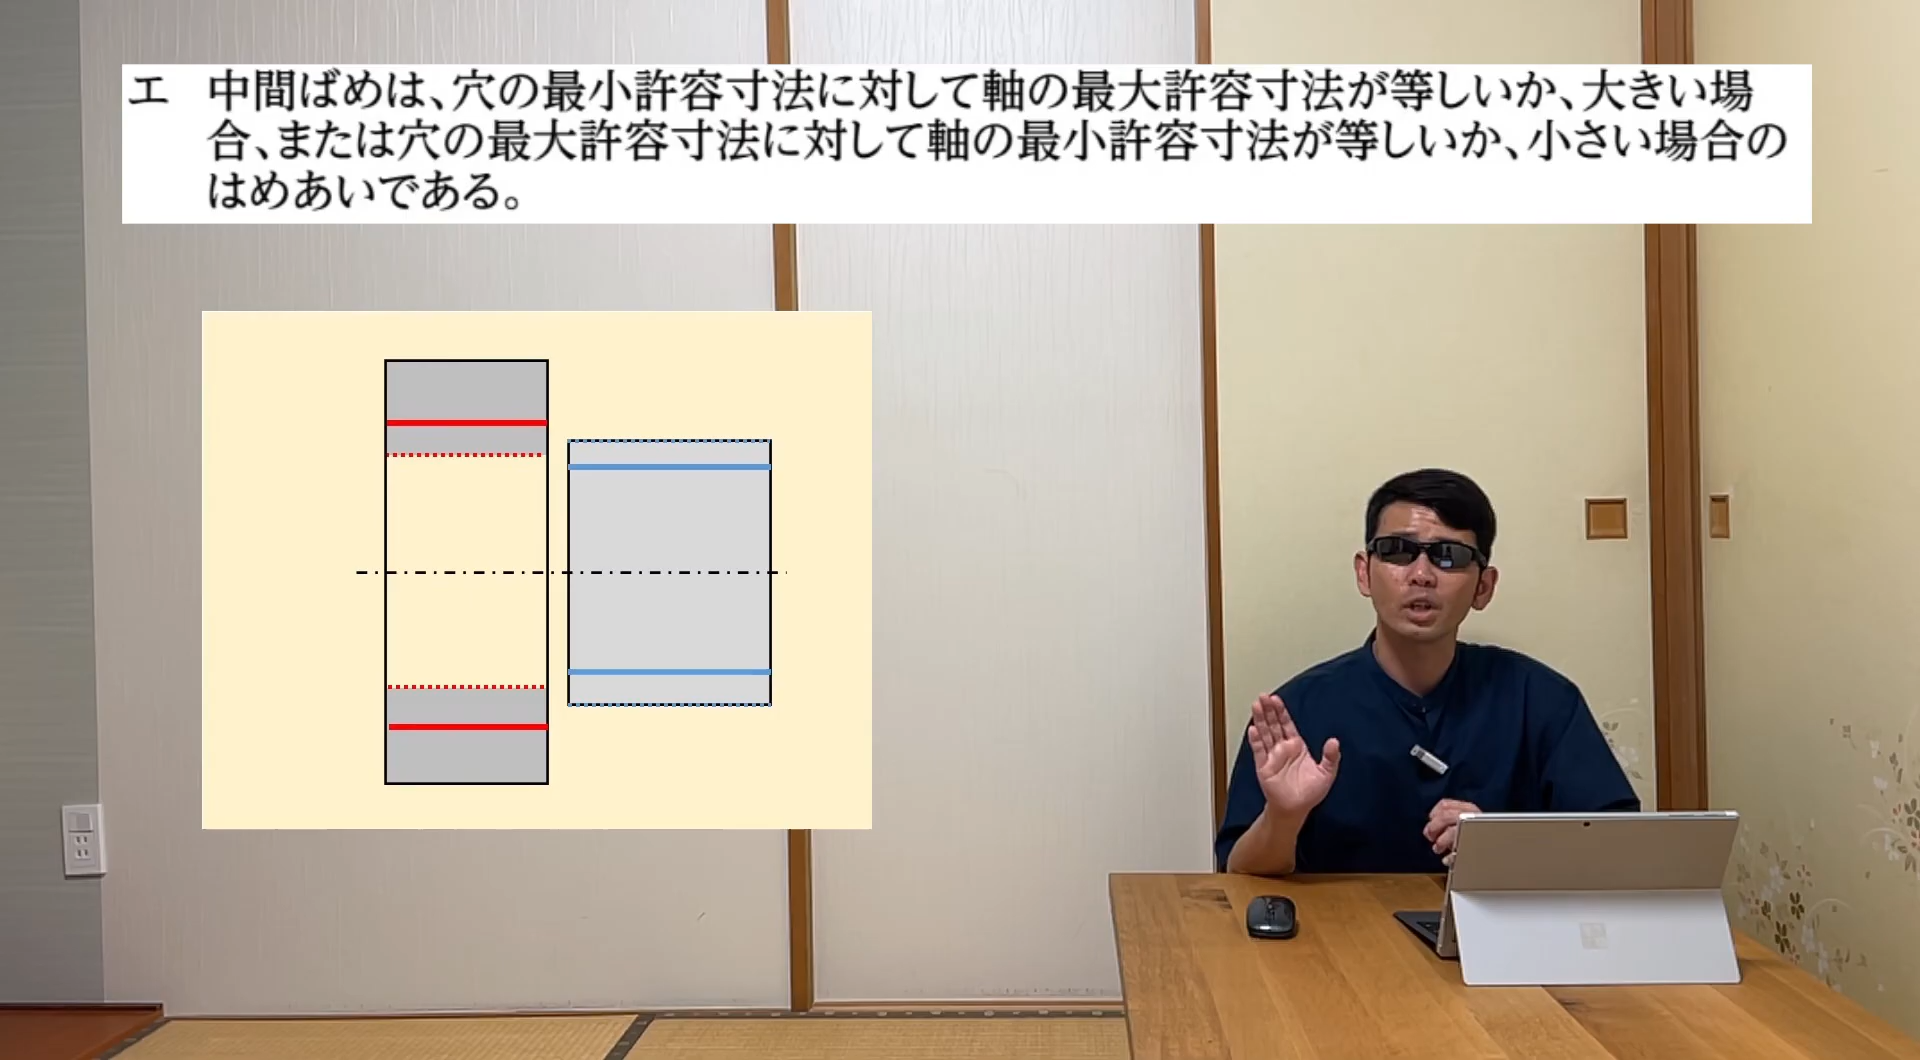 エ 中間ばめは、穴の最小許容寸法に対して軸の最大許容寸法が等しいか、大きい場
合、または穴の最大許容寸法に対して軸の最小許容寸法が等しいか、小さい場合の
はめあいである。